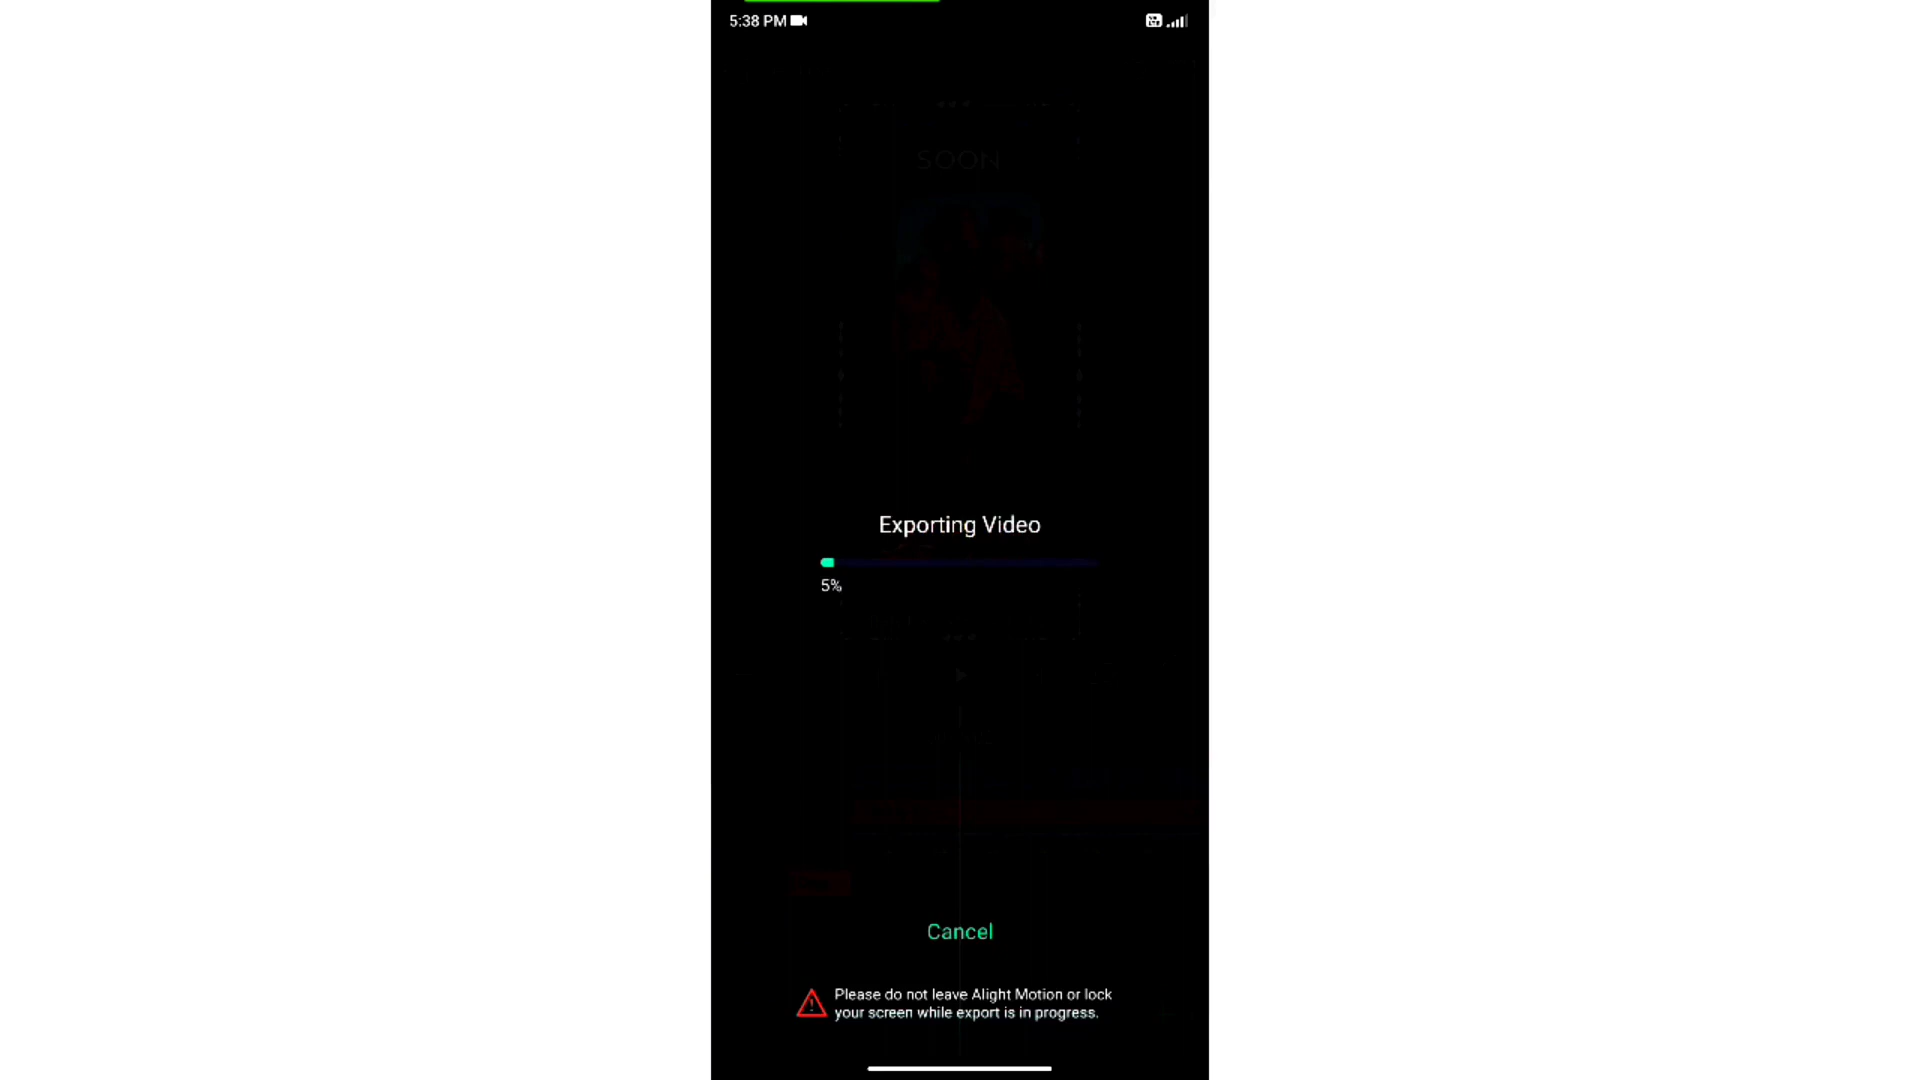 5:38 PM
SOON
Exporting Video
5%
Cancel
Please do not leave Alight Motion or lock
your screen while export is in progress.